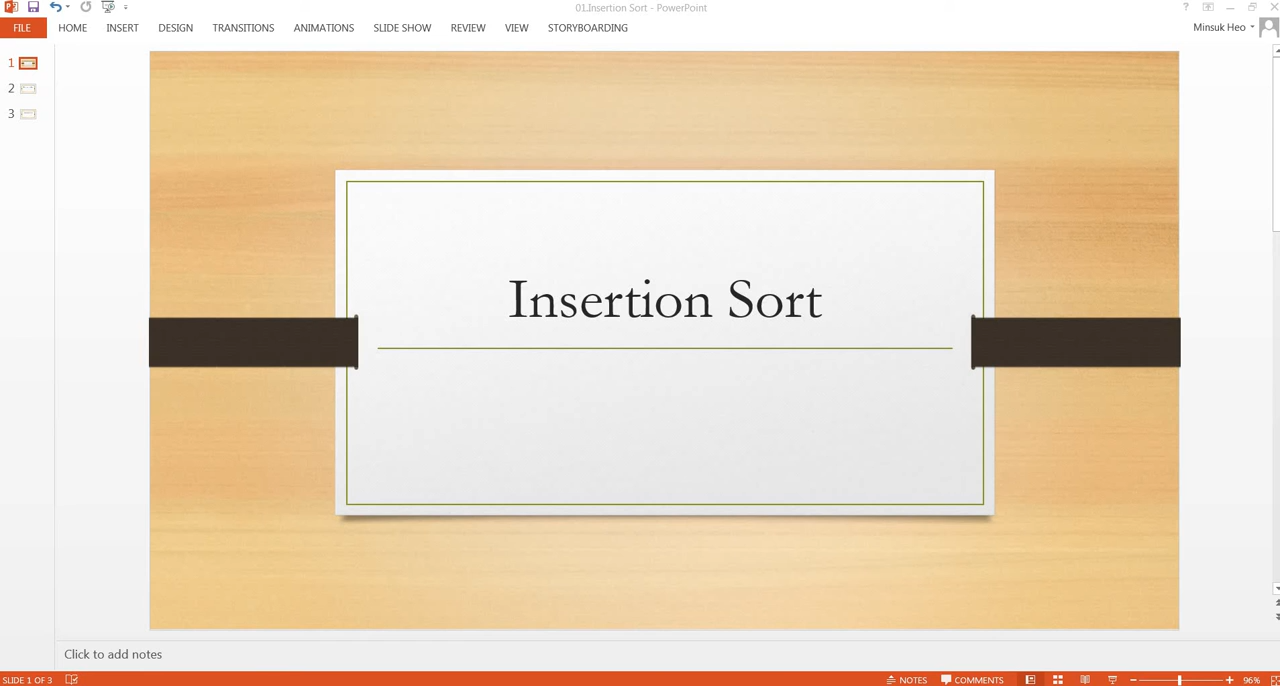 01.Insertion Sort - PowerPoint
?
FILE HOME INSERT DESIGN TRANSITIONS ANIMATIONS SLIDE SHOW REVIEW VIEW STORYBOARDING
Minsuk Heo
1
2
3
Insertion Sort
Click to add notes
SLIDE 1 OF 3
NOTES
COMMENTS
96%